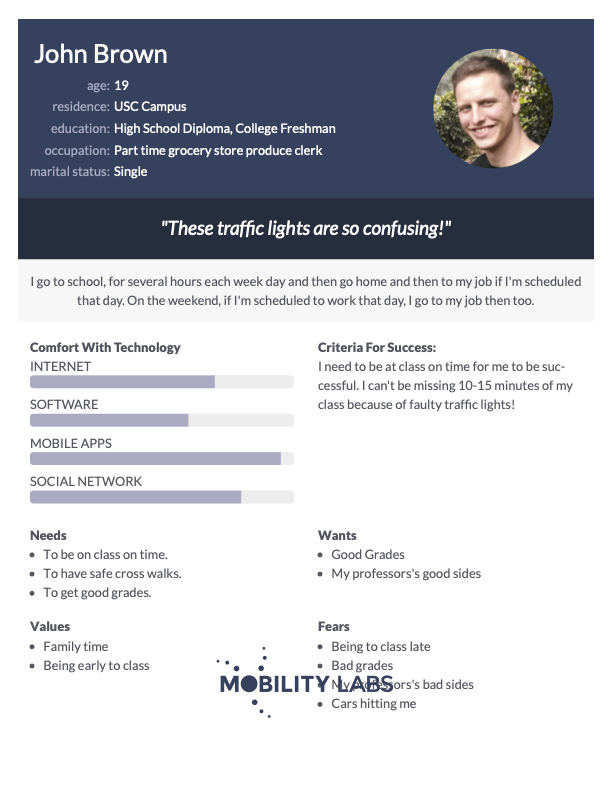 John Brown
age: 19
residence: USC Campus
education: High School Diploma, College Freshman
occupation: Part time grocery store produce clerk
marital status: Single
"These traffic lights are so confusing!"
I go to school, for several hours each week day and then go home and then to my job if I'm scheduled
that day. On the weekend, if I'm scheduled to work that day, I go to my job then too.
Comfort With Technology
INTERNET
SOFTWARE
MOBILE APPS
SOCIAL NETWORK
Criteria For Success:
I need to be at class on time for me to be suc-
cessful. I can't be missing 10-15 minutes of my
class because of faulty traffic lights!
Needs
• To be on class on time.
• To have safe cross walks.
• To get good grades.
Wants
• Good Grades
• My professors's good sides
Values
• Family time
• Being early to class
Fears
• Being to class late
• Bad grades
• My professors's bad sides
• Cars hitting me
MOBILITY LABS